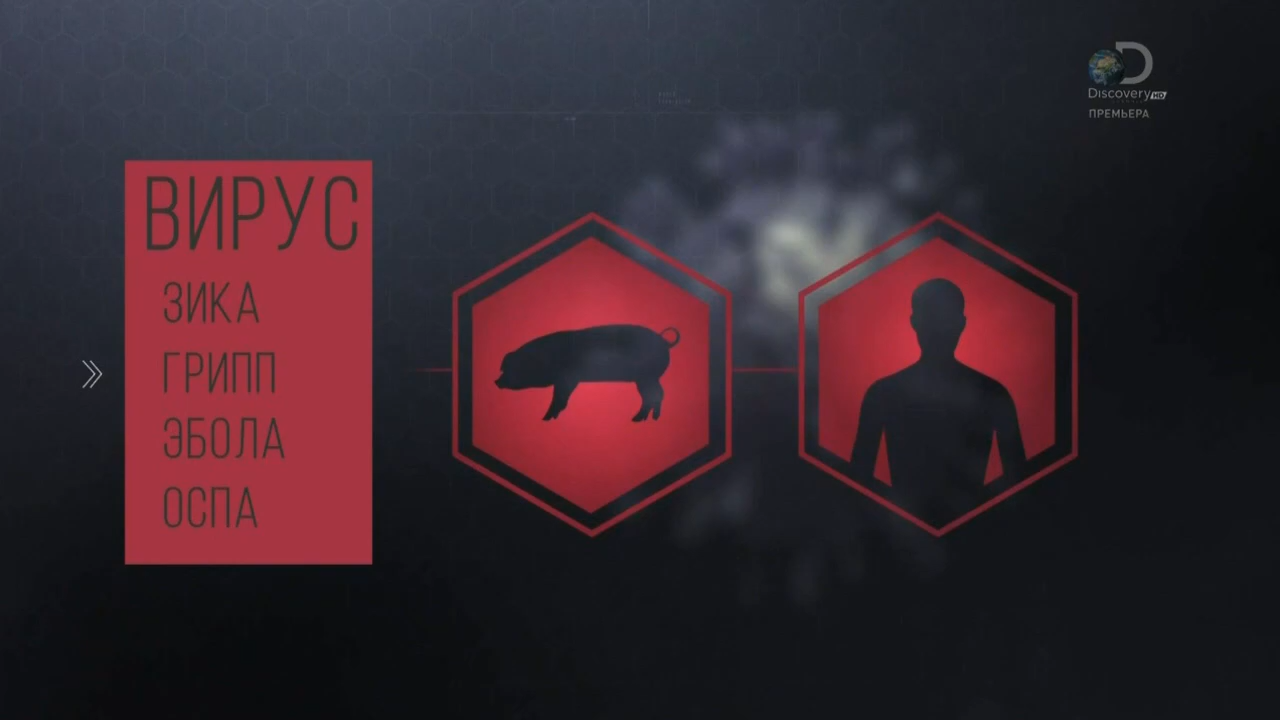 ВИРУС
ЗИКА
ГРИПП
ЭБОЛА
ОСПА
Discovery HD
ПРЕМЬЕРА